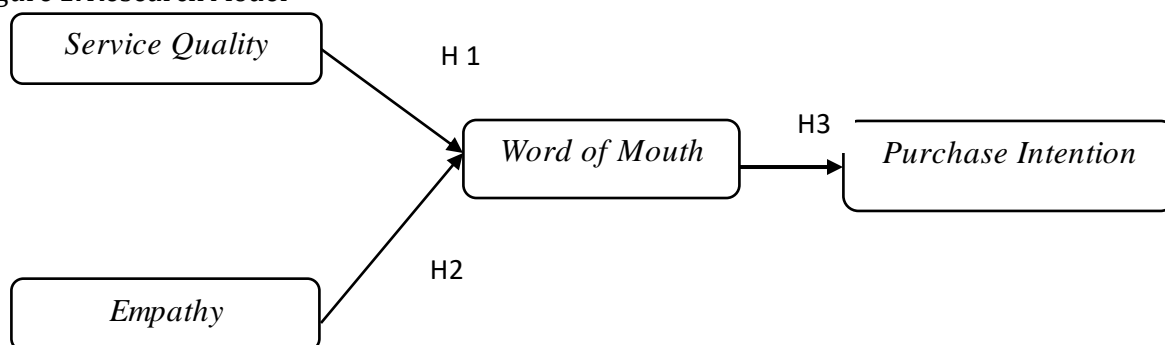 Service Quality
H 1
Word of Mouth
H3
Purchase Intention
H2
Empathy